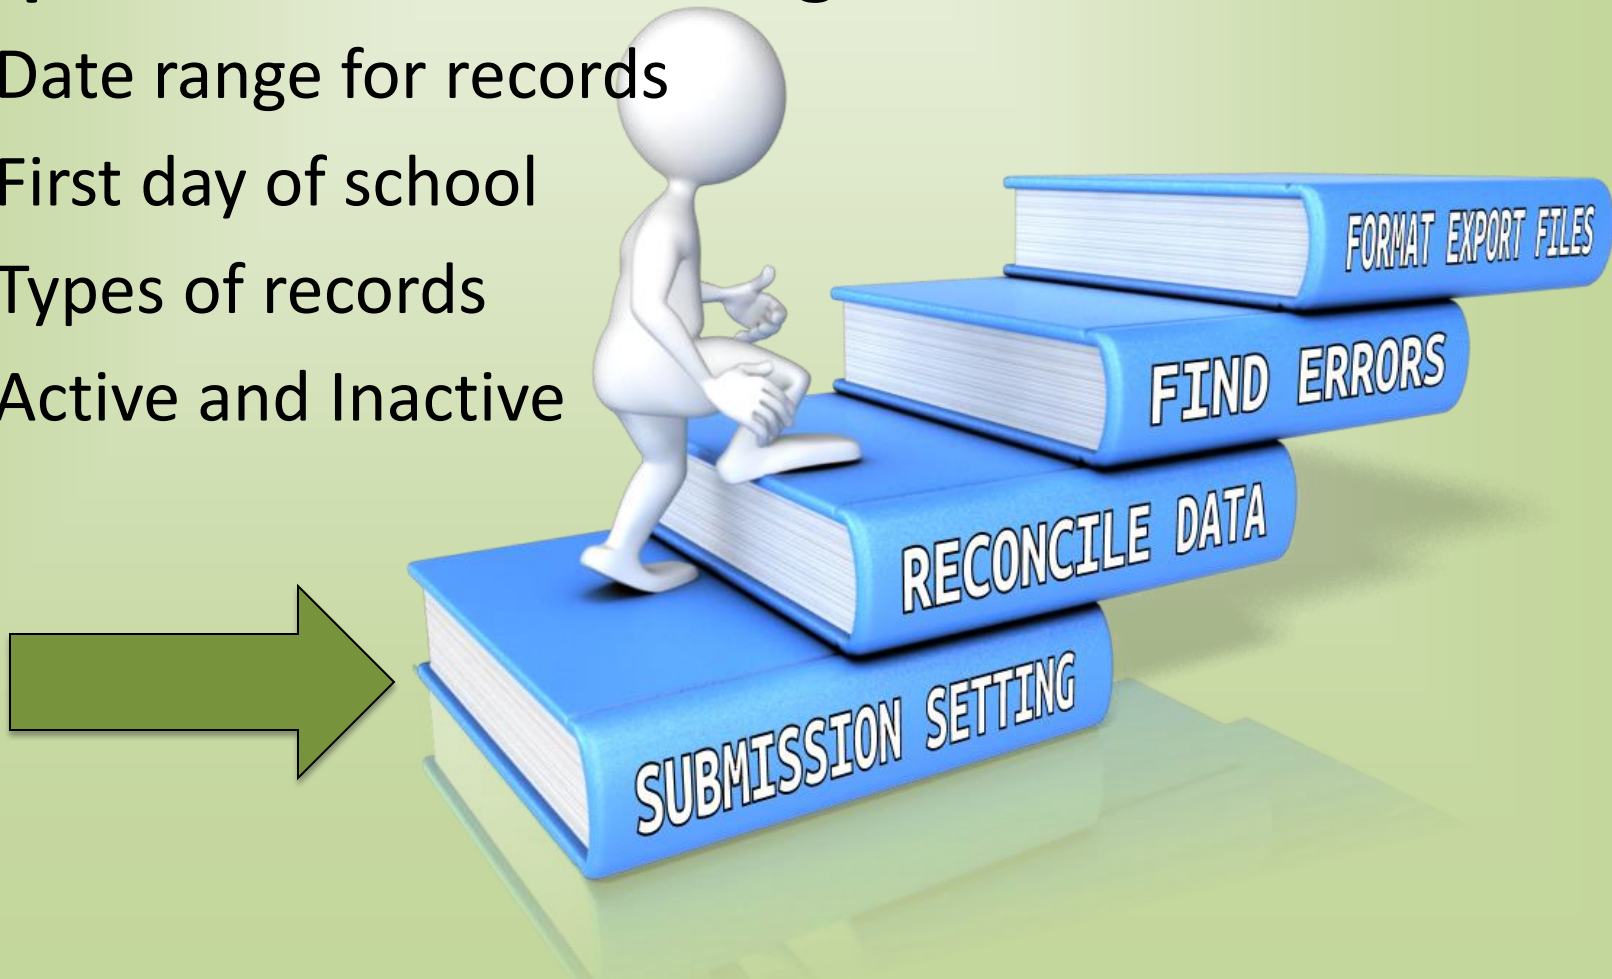 Date range for records
First day of school
Types of records
Active and Inactive
FORMAT EXPORT FILES
FIND ERRORS
RECONCILE DATA
SUBMISSION SETTING